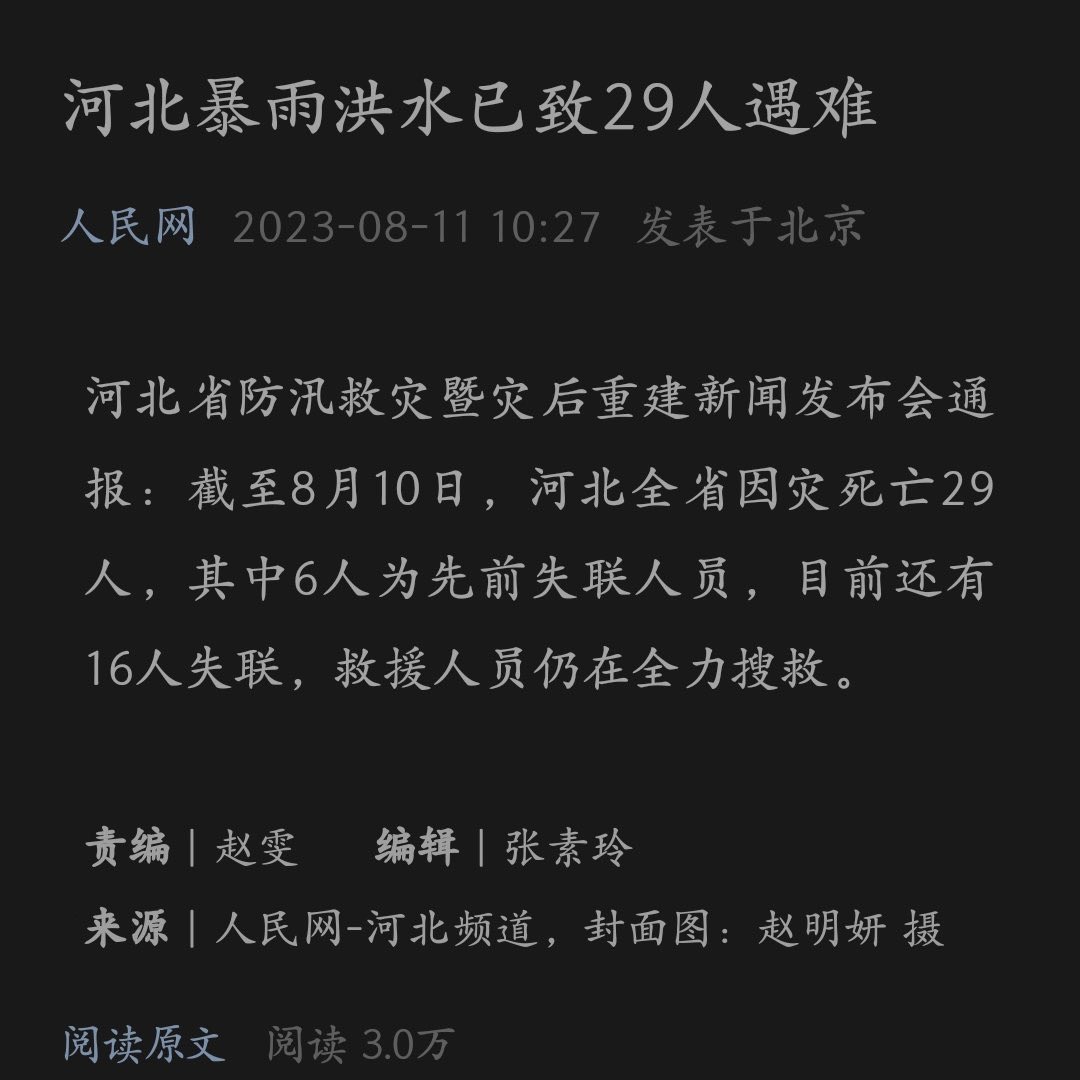 河北暴雨洪水已致29人遇难
人民网 2023-08-11 10:27 发表于北京
河北省防汛救灾暨灾后重建新闻发布会通
报：截至8月10日，河北全省因灾死亡29
人，其中6人为先前失联人员，目前还有
16人失联，救援人员仍在全力搜救。
责编 | 赵雯 编辑 | 张素玲
来源 | 人民网-河北频道，封面图：赵明妍 摄
阅读原文 阅读 3.0万